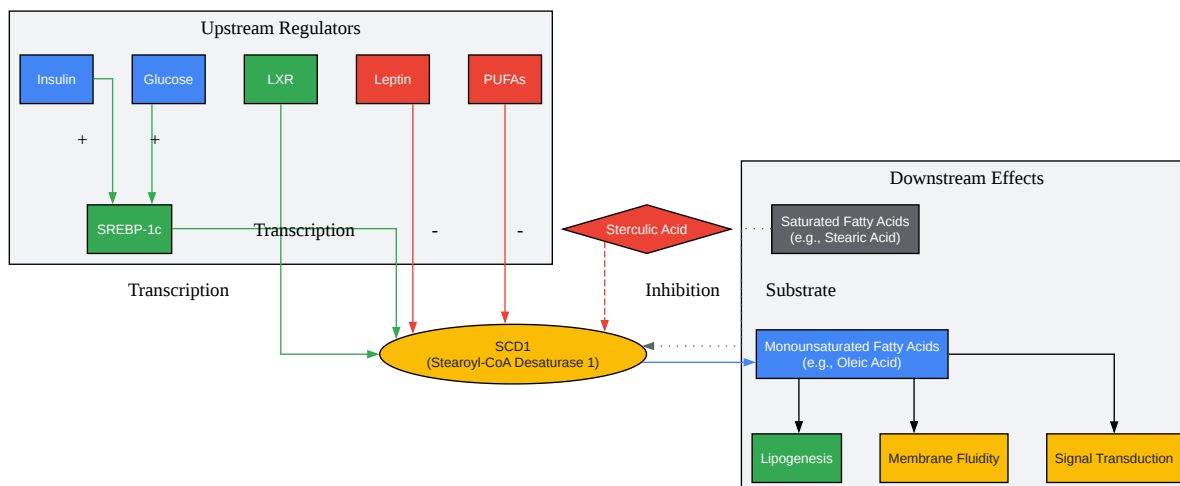 Upstream Regulators
Insulin
Glucose
LXR
Leptin
PUFAs
+
+
Downstream Effects
SREBP-1c
Transcription
-
-
Sterculic Acid
Saturated Fatty Acids
(e.g., Stearic Acid)
Transcription
Inhibition
Substrate
SCD1
(Stearoyl-CoA Desaturase 1)
Monounsaturated Fatty Acids
(e.g., Oleic Acid)
Lipogenesis
Membrane Fluidity
Signal Transduction